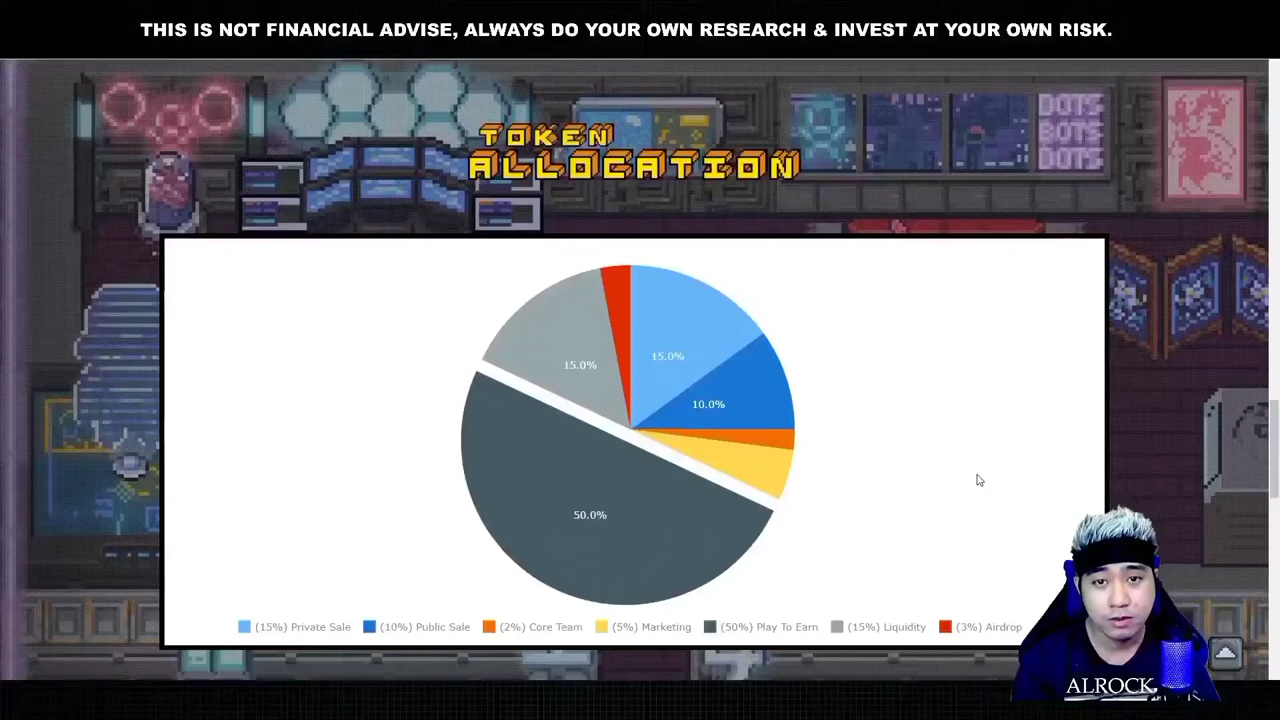 THIS IS NOT FINANCIAL ADVISE, ALWAYS DO YOUR OWN RESEARCH & INVEST AT YOUR OWN RISK.
DOTS
BOTS
DOTS
TOKEN
ALLOCATION
15.0%
15.0%
10.0%
50.0%
(15%) Private Sale (10%) Public Sale (2%) Core Team (5%) Marketing (50%) Play To Earn (15%) Liquidity (3%) Airdrop
ALROCK